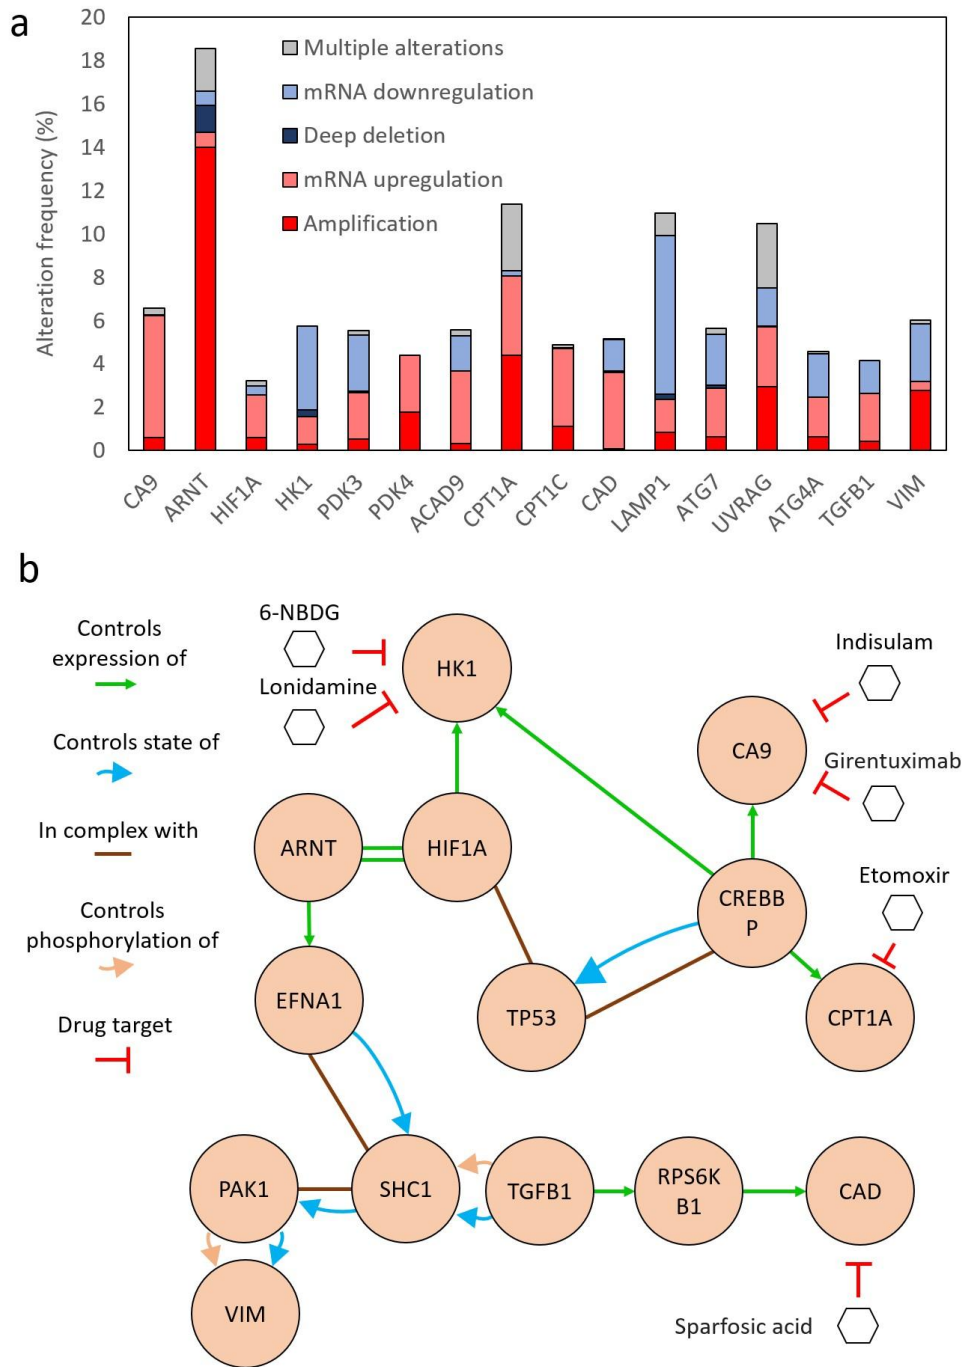 a
20
18
16
14
12
10
8
6
4
2
0
Alteration frequency (%)
Multiple alterations
mRNA downregulation
Deep deletion
mRNA upregulation
Amplification
CA9
ARNT
HIF1A
HK1
PDK3
PDK4
ACAD9
CPT1A
CPT1C
CAD
LAMP1
ATG7
UVRAG
ATG4A
TGFB1
VIM
b
Controls
expression of
Controls state of
In complex with
Controls
phosphorylation of
Drug target
6-NBDG
Lonidamine
HK1
Indisulam
CA9
Girentuximab
ARNT
HIF1A
Etomoxir
CREBB
P
EFNA1
TP53
CPT1A
PAK1
SHC1
TGFB1
RPS6K
B1
CAD
VIM
Sparfosic acid